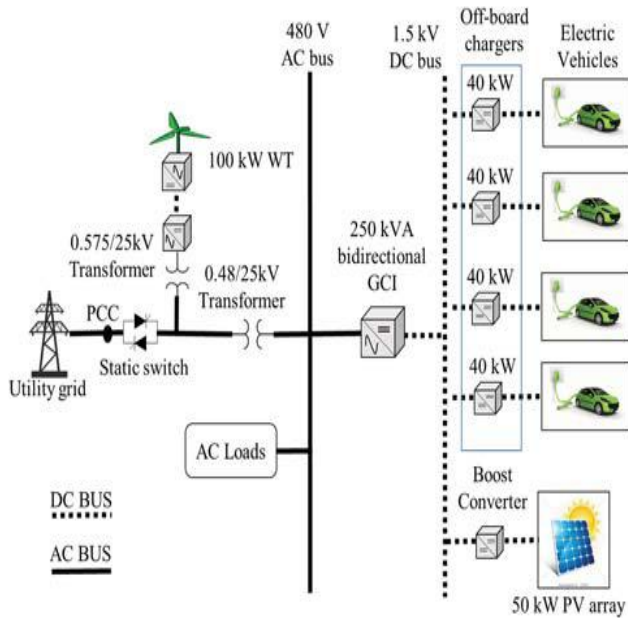 480 V
AC bus
1.5 kV
DC bus
Off-board
chargers
Electric
Vehicles
40 kW
100 kW WT
40 kW
0.575/25kV
Transformer
0.48/25kV
Transformer
250 kVA
bidirectional
GCI
40 kW
PCC
Static switch
Utility grid
40 kW
AC Loads
Boost
Converter
DC BUS
AC BUS
50 kW PV array